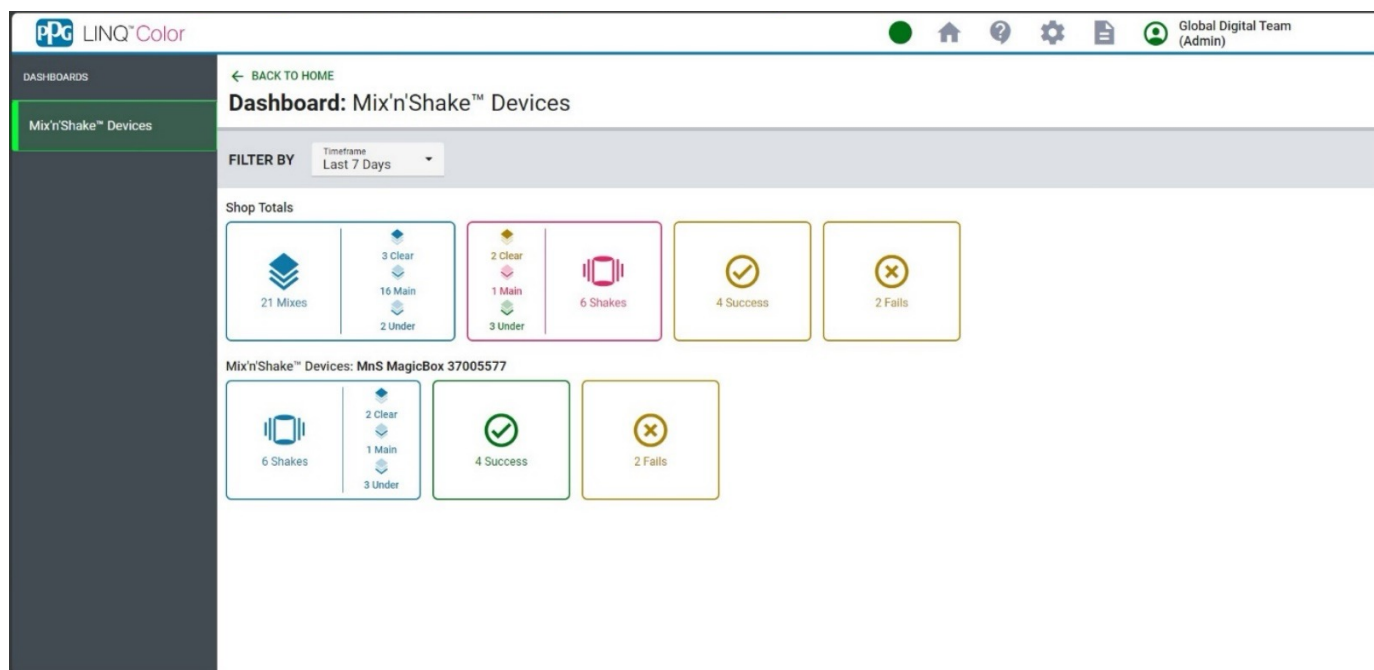 PPG LINQ™Color
Global Digital Team
(Admin)
DASHBOARDS
Mix'n'Shake™ Devices
← BACK TO HOME
Dashboard: Mix'n'Shake™ Devices
FILTER BY
Timeframe
Last 7 Days
Shop Totals
21 Mixes
3 Clear
16 Main
2 Under
2 Clear
1 Main
3 Under
6 Shakes
4 Success
2 Fails
Mix'n'Shake™ Devices: MnS MagicBox 37005577
6 Shakes
2 Clear
1 Main
3 Under
4 Success
2 Fails